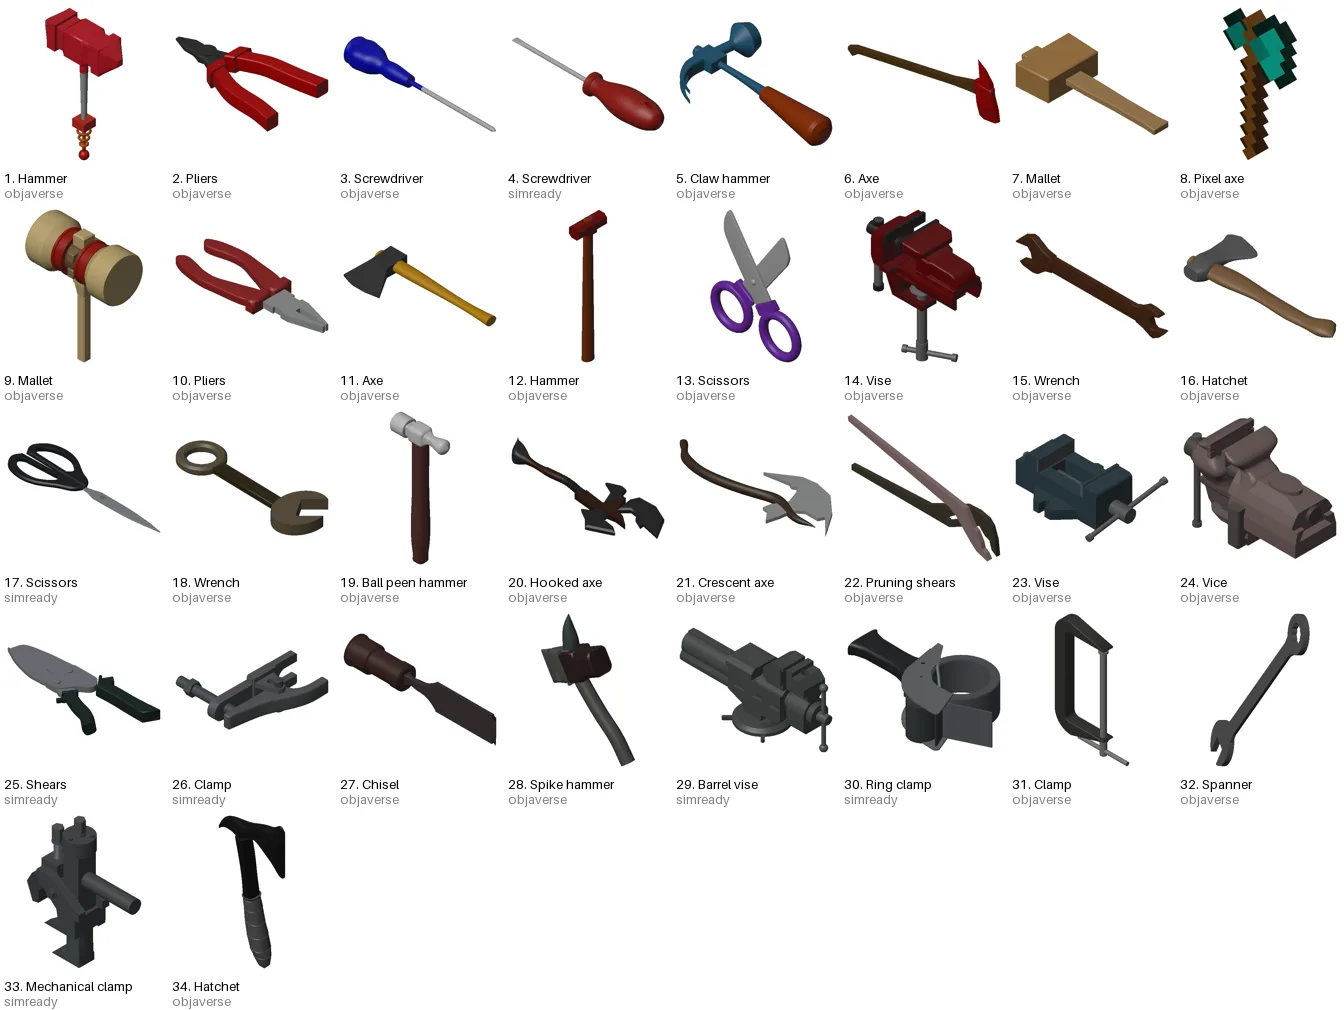 1. Hammer
objaverse
2. Pliers
objaverse
3. Screwdriver
objaverse
4. Screwdriver
simready
5. Claw hammer
objaverse
6. Axe
objaverse
7. Mallet
objaverse
8. Pixel axe
objaverse
9. Mallet
objaverse
10. Pliers
objaverse
11. Axe
objaverse
12. Hammer
objaverse
13. Scissors
objaverse
14. Vise
objaverse
15. Wrench
objaverse
16. Hatchet
objaverse
17. Scissors
simready
18. Wrench
objaverse
19. Ball peen hammer
objaverse
20. Hooked axe
objaverse
21. Crescent axe
objaverse
22. Pruning shears
objaverse
23. Vise
objaverse
24. Vice
objaverse
25. Shears
simready
26. Clamp
simready
27. Chisel
objaverse
28. Spike hammer
objaverse
29. Barrel vise
simready
30. Ring clamp
simready
31. Clamp
objaverse
32. Spanner
objaverse
33. Mechanical clamp
simready
34. Hatchet
objaverse